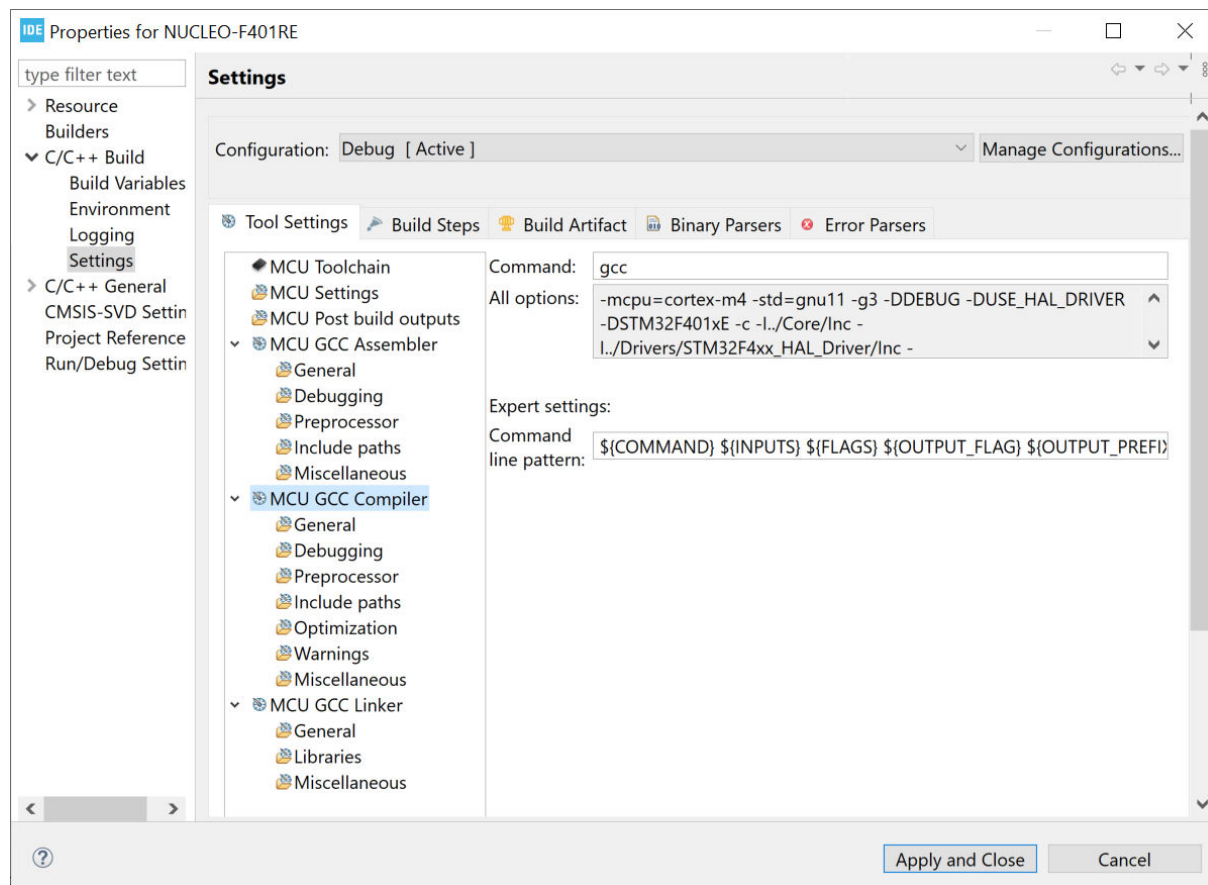 IDE Properties for NUCLEO-F401RE
type filter text
Resource
Builders
C/C++ Build
Build Variables
Environment
Logging
Settings
C/C++ General
CMSIS-SVD Settin
Project Reference
Run/Debug Settin
Settings
Configuration: Debug [ Active ] Manage Configurations...
Tool Settings Build Steps Build Artifact Binary Parsers Error Parsers
MCU Toolchain
MCU Settings
MCU Post build outputs
MCU GCC Assembler
General
Debugging
Preprocessor
Include paths
Miscellaneous
MCU GCC Compiler
General
Debugging
Preprocessor
Include paths
Optimization
Warnings
Miscellaneous
MCU GCC Linker
General
Libraries
Miscellaneous
Command: gcc
All options: -mcpu=cortex-m4 -std=gnu11 -g3 -DDEBUG -DUSE_HAL_DRIVER
-DSTM32F401xE -c -I../Core/Inc -
I../Drivers/STM32F4xx_HAL_Driver/Inc -
Expert settings:
Command
line pattern: ${COMMAND} ${INPUTS} ${FLAGS} ${OUTPUT_FLAG} ${OUTPUT_PREFIX
Apply and Close Cancel